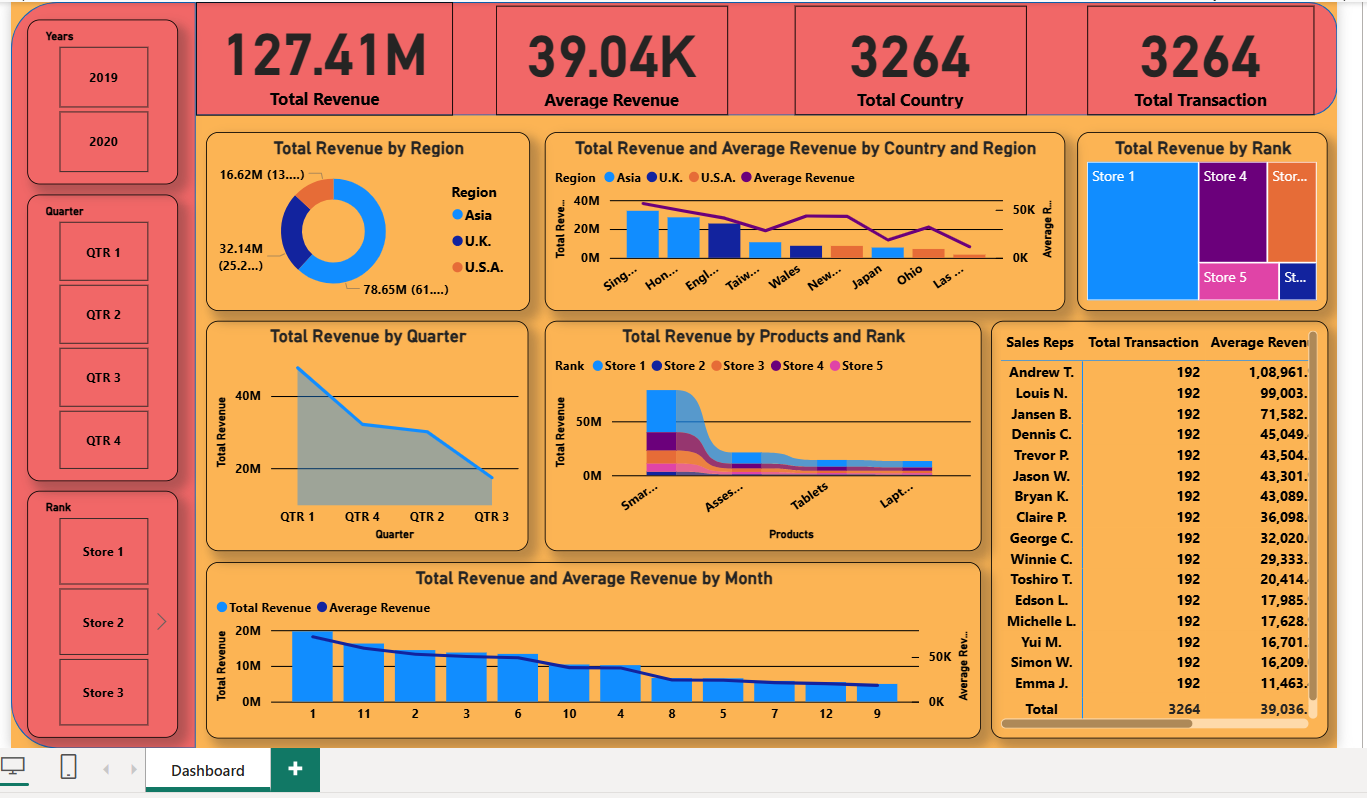 Years
2019
2020
Quarter
QTR 1
QTR 2
QTR 3
QTR 4
Rank
Store 1
Store 2
Store 3
127.41M
Total Revenue
39.04K
Average Revenue
3264
Total Country
3264
Total Transaction
Total Revenue by Region
16.62M (13....)
32.14M
(25.2...)
78.65M (61....)
Region
Asia
U.K.
U.S.A.
Total Revenue and Average Revenue by Country and Region
Region Asia U.K. U.S.A. Average Revenue
Total Reve...
40M
20M
0M
50K
0K
Average R...
Sing... Hon... Engl... Taiw... Wales New... Japan Ohio Las ...
Total Revenue by Rank
Store 1
Store 4
Stor...
Store 5
St...
Total Revenue by Quarter
Total Revenue
40M
20M
QTR 1 QTR 4 QTR 2 QTR 3
Quarter
Total Revenue by Products and Rank
Rank Store 1 Store 2 Store 3 Store 4 Store 5
Total Revenue
50M
0M
Smar... Asses... Tablets Lapt...
Products
Sales Reps Total Transaction Average Reven
Andrew T. 192 1,08,961.
Louis N. 192 99,003.
Jansen B. 192 71,582.
Dennis C. 192 45,049.
Trevor P. 192 43,504.
Jason W. 192 43,301.
Bryan K. 192 43,089.
Claire P. 192 36,098.
George C. 192 32,020.
Winnie C. 192 29,333.
Toshiro T. 192 20,414.
Edson L. 192 17,985.
Michelle L. 192 17,628.
Yui M. 192 16,701.
Simon W. 192 16,209.
Emma J. 192 11,463.
Total 3264 39,036.
Total Revenue and Average Revenue by Month
Total Revenue Average Revenue
Total Revenue
20M
10M
0M
50K
0K
Average Rev...
1 11 2 3 6 10 4 8 5 7 12 9
Dashboard
+